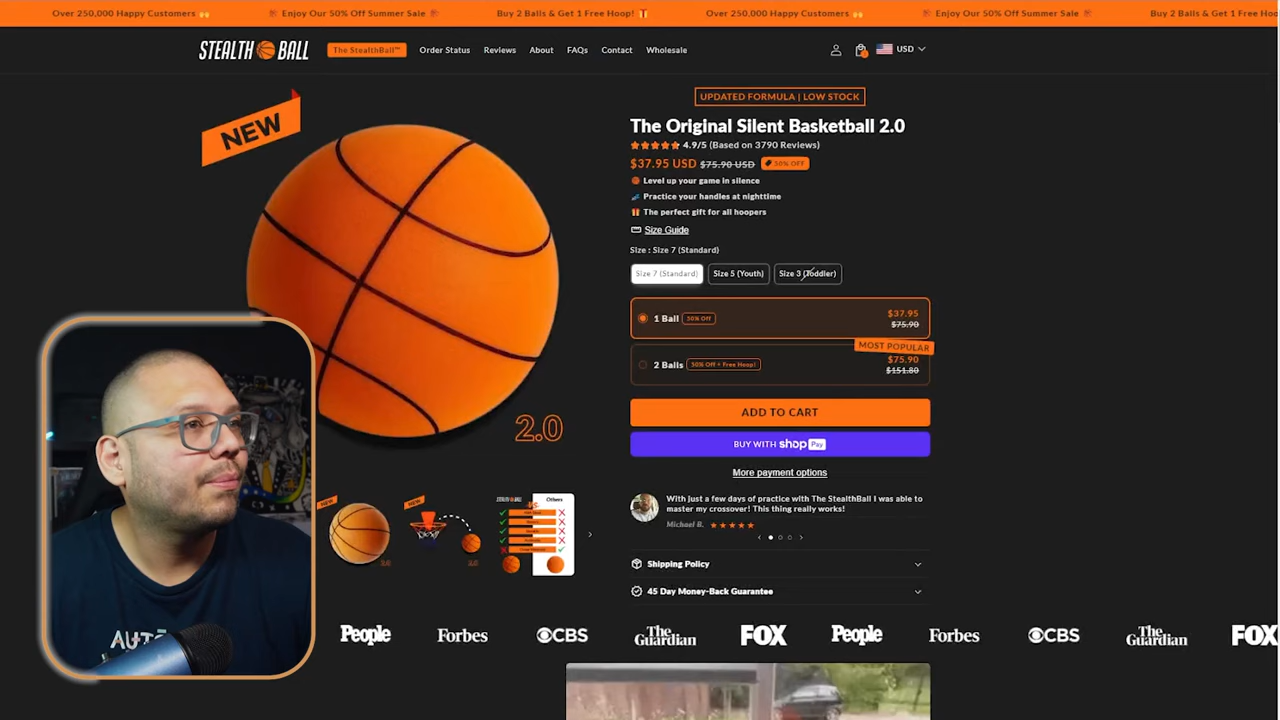 Over 250,000 Happy Customers 🙌
Enjoy Our 50% Off Summer Sale
Buy 2 Balls & Get 1 Free Hoop!
Over 250,000 Happy Customers 🙌
Enjoy Our 50% Off Summer Sale
Buy 2 Balls & Get 1 Free Hoo
STEALTH BALL
The StealthBall™
Order Status
Reviews
About
FAQs
Contact
Wholesale
USD
NEW
2.0
UPDATED FORMULA | LOW STOCK
The Original Silent Basketball 2.0
4.9/5 (Based on 3790 Reviews)
$37.95 USD $75.90 USD 50% OFF
Level up your game in silence
Practice your handles at nighttime
The perfect gift for all hoopers
Size Guide
Size : Size 7 (Standard)
Size 7 (Standard)
Size 5 (Youth)
Size 3 (Toddler)
1 Ball 50% Off
$37.95
$75.90
MOST POPULAR
2 Balls 50% Off + Free Hoop!
$75.90
$151.80
ADD TO CART
BUY WITH shop Pay
More payment options
With just a few days of practice with The StealthBall I was able to
master my crossover! This thing really works!
Michael B.
Shipping Policy
45 Day Money-Back Guarantee
NEW
2.0
NEW
2.0
Others
People
Forbes
CBS
The Guardian
FOX
People
Forbes
CBS
The Guardian
FOX